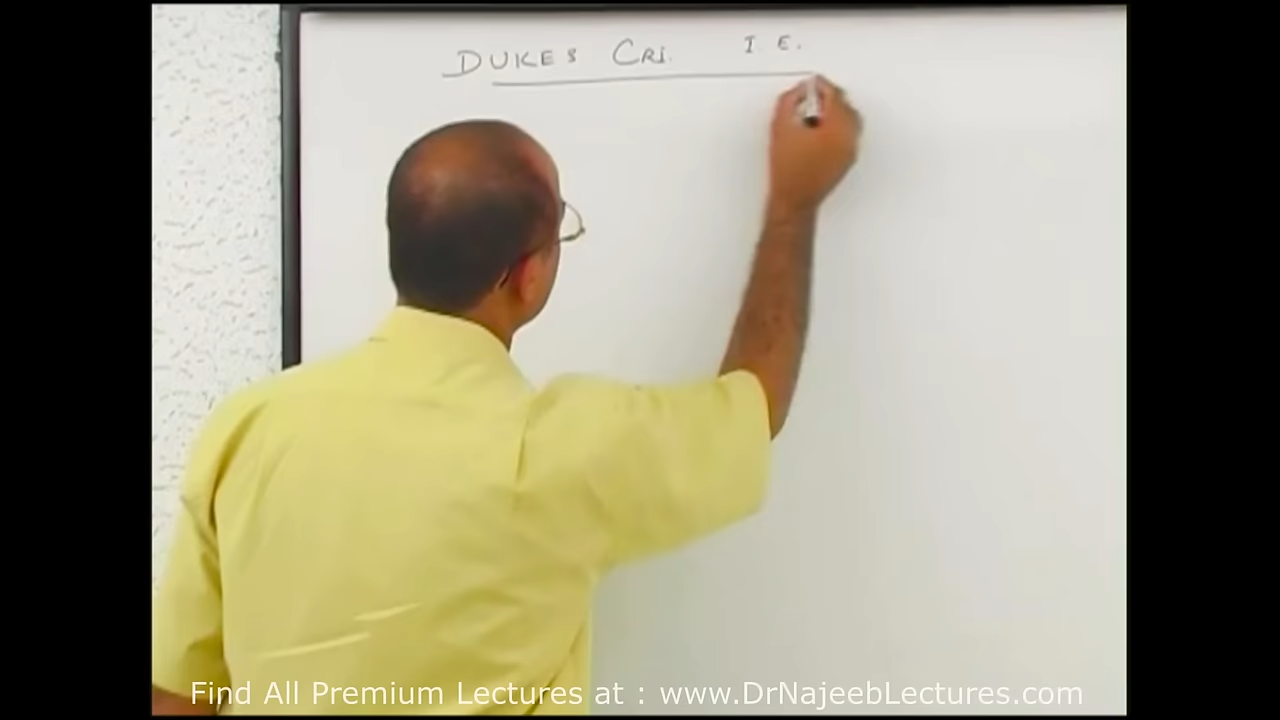 DUKES CRI. I. E.
Find All Premium Lectures at : www.DrNajeebLectures.com